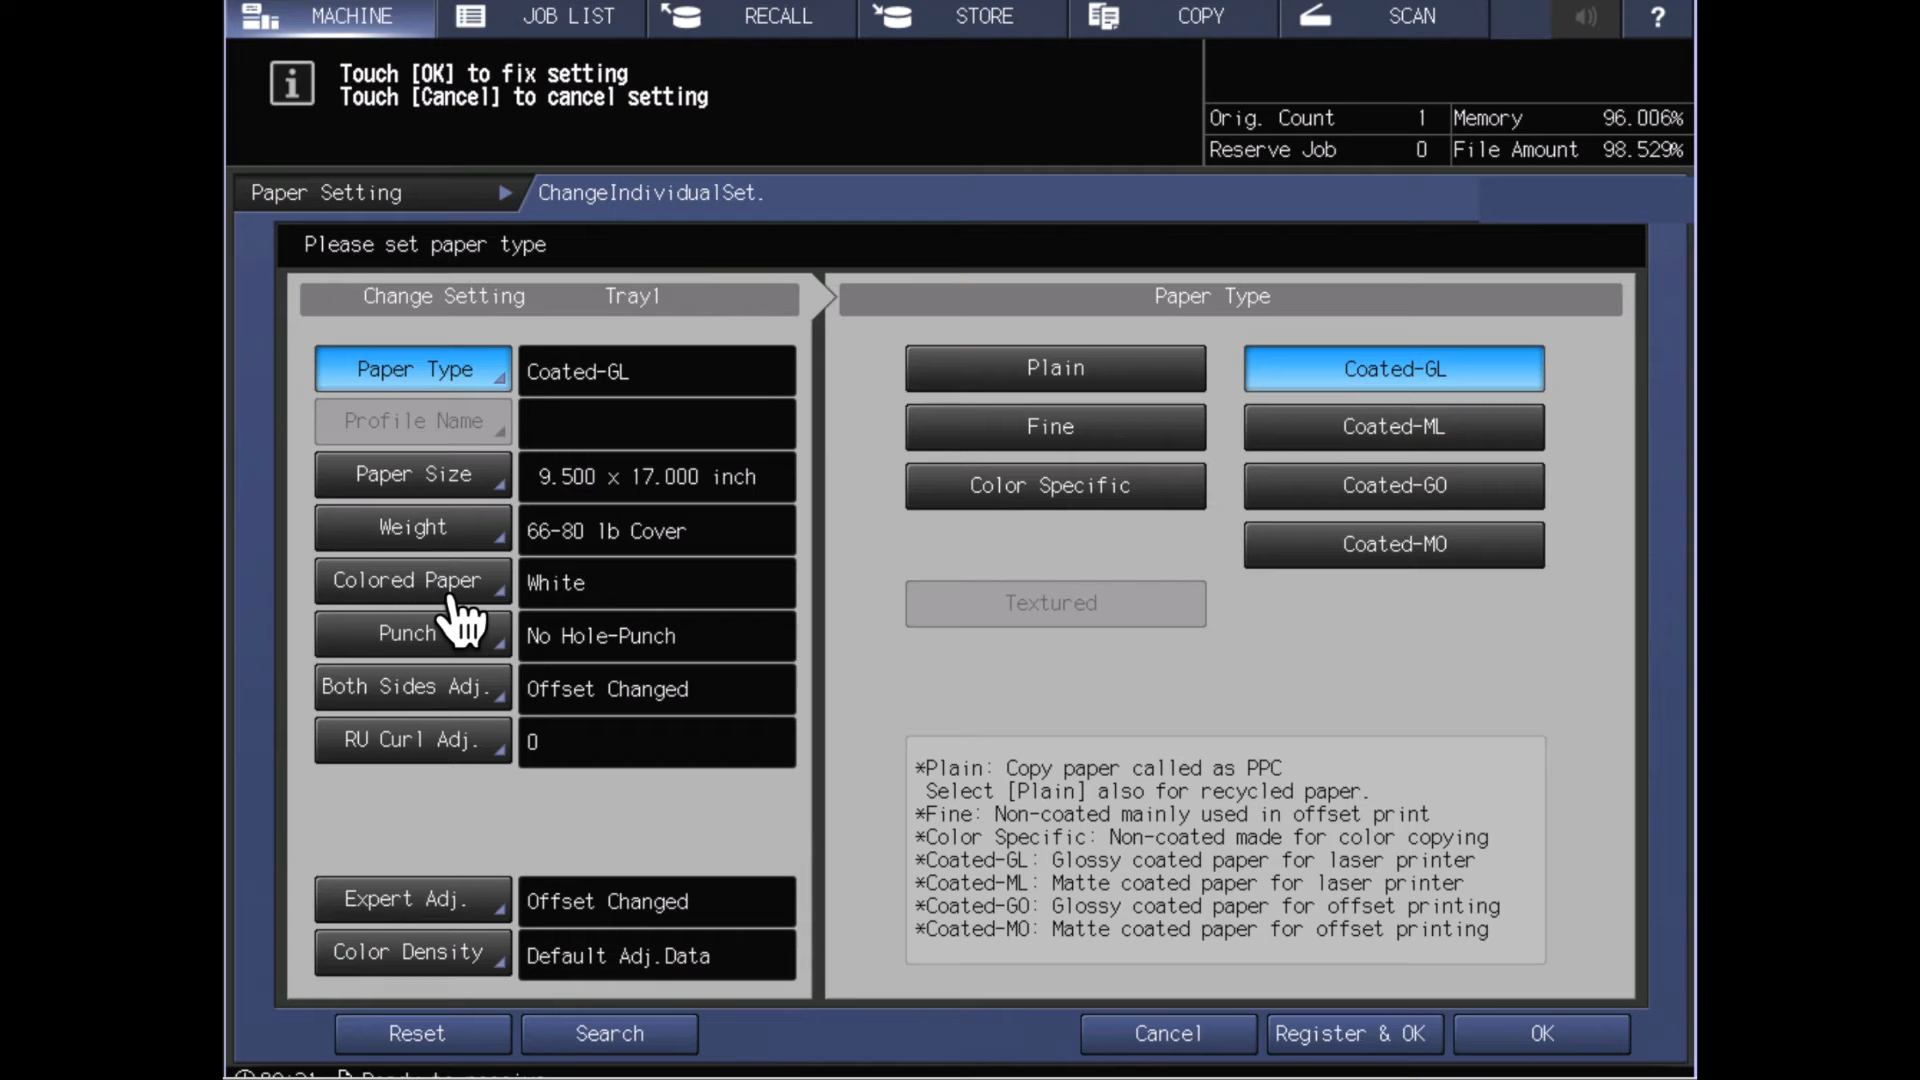 MACHINE JOB LIST RECALL STORE COPY SCAN ?
Touch [OK] to fix setting
Touch [Cancel] to cancel setting
Orig. Count 1 Memory 96.006%
Reserve Job 0 File Amount 98.529%
Paper Setting ChangeIndividualSet.
Please set paper type
Change Setting Tray1
Paper Type Coated-GL
Profile Name
Paper Size 9.500 x 17.000 inch
Weight 66-80 lb Cover
Colored Paper White
Punch No Hole-Punch
Both Sides Adj. Offset Changed
RU Curl Adj. 0
Expert Adj. Offset Changed
Color Density Default Adj.Data
Paper Type
Plain Coated-GL
Fine Coated-ML
Color Specific Coated-GO
Coated-MO
Textured
*Plain: Copy paper called as PPC
Select [Plain] also for recycled paper.
*Fine: Non-coated mainly used in offset print
*Color Specific: Non-coated made for color copying
*Coated-GL: Glossy coated paper for laser printer
*Coated-ML: Matte coated paper for laser printer
*Coated-GO: Glossy coated paper for offset printing
*Coated-MO: Matte coated paper for offset printing
Reset Search Cancel Register & OK OK